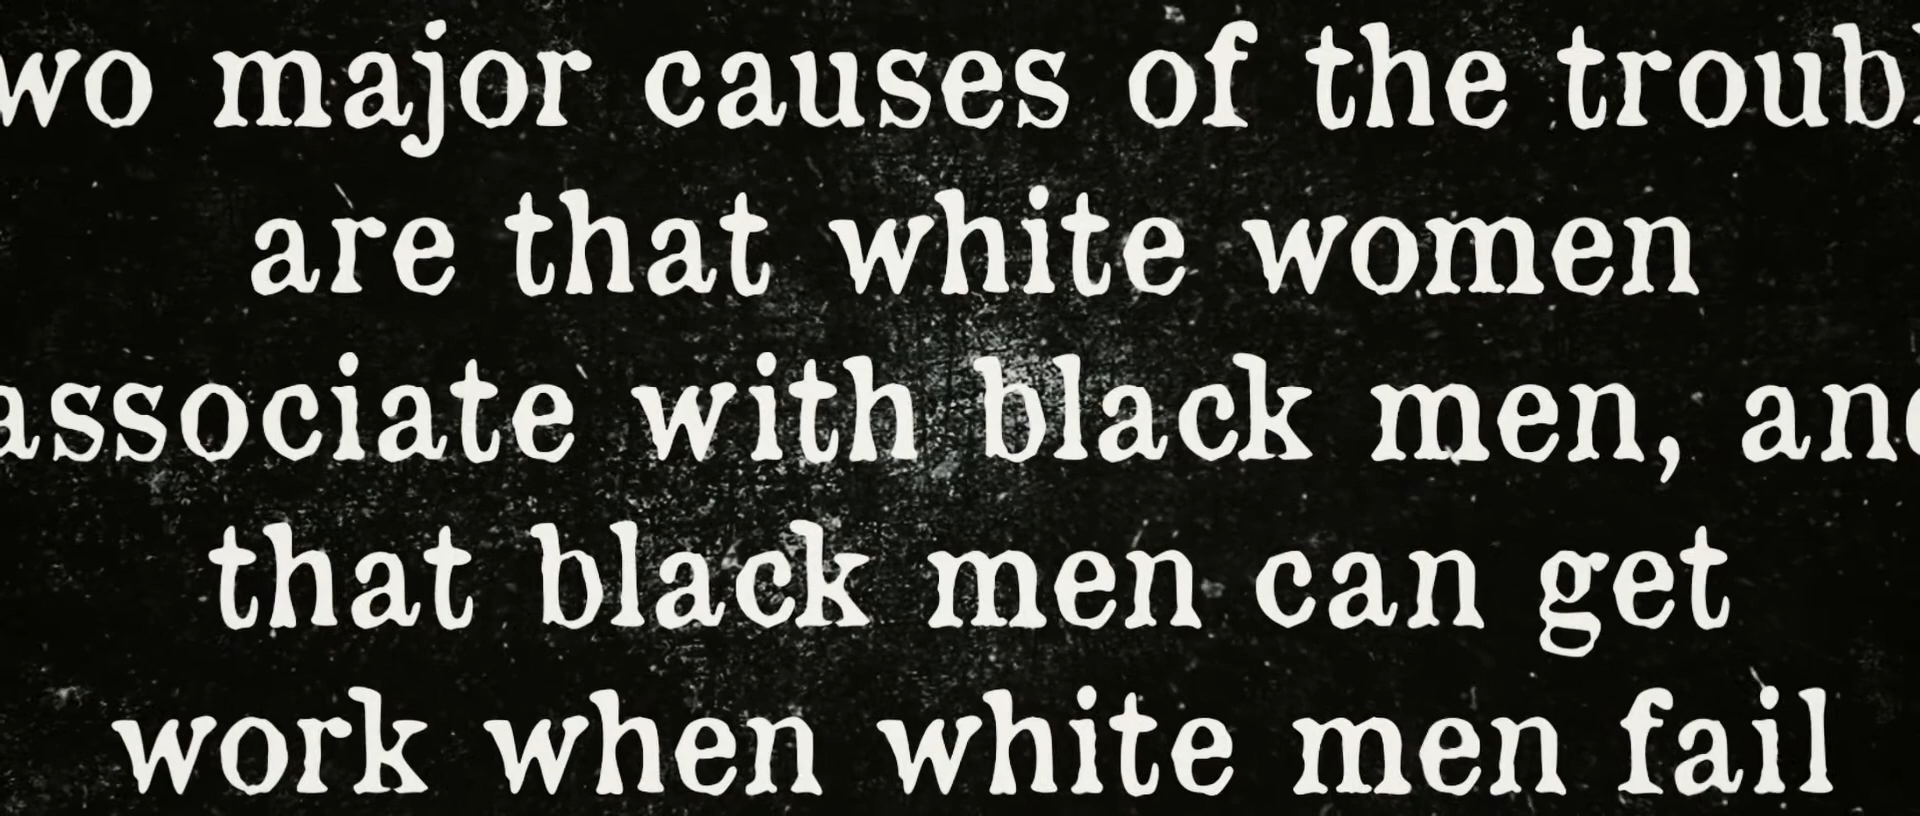 wo major causes of the troubl
are that white women
associate with black men, and
that black men can get
work when white men fail